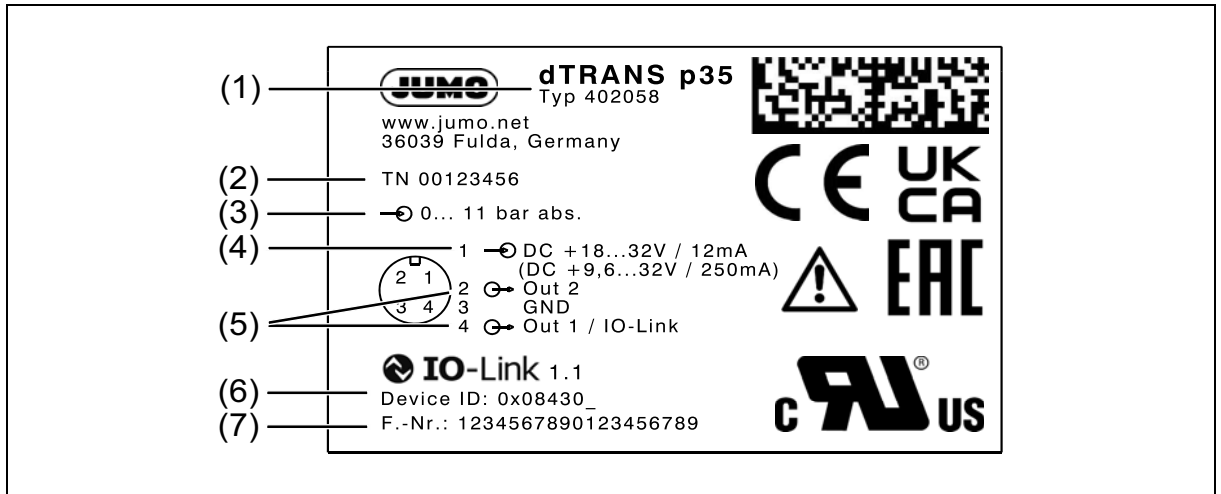 (1)
JUMO
dTRANS p35
Typ 402058
www.jumo.net
36039 Fulda, Germany
(2)
TN 00123456
(3)
0... 11 bar abs.
(4)
1 DC +18...32V / 12mA
(DC +9,6...32V / 250mA)
2 1
3 4
(5)
2 Out 2
3 GND
4 Out 1 / IO-Link
IO-Link 1.1
(6)
Device ID: 0x08430_
(7)
F.-Nr.: 1234567890123456789
CE
UK
CA
EAC
c RU ® US